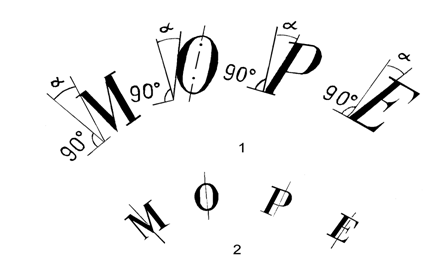 α α α α
90° 90° 90° 90°
М О Р Е
1
М О Р Е
2